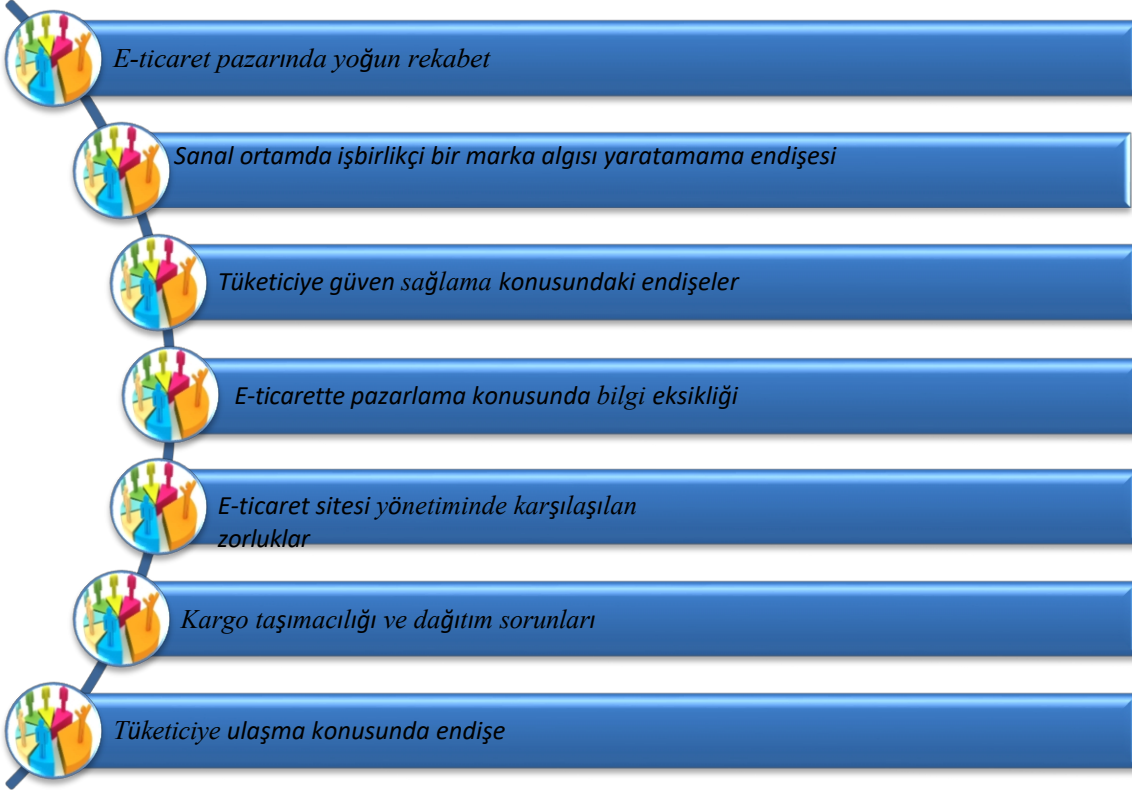 E-ticaret pazarında yoğun rekabet
Sanal ortamda işbirlikçi bir marka algısı yaratamama endişesi
Tüketiciye güven sağlama konusundaki endişeler
E-ticarette pazarlama konusunda bilgi eksikliği
E-ticaret sitesi yönetiminde karşılaşılan
zorluklar
Kargo taşımacılığı ve dağıtım sorunları
Tüketiciye ulaşma konusunda endişe